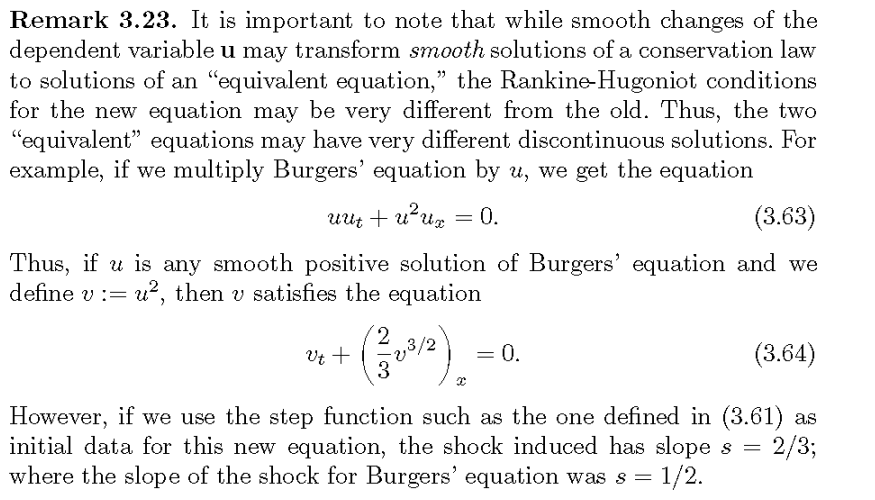 Remark 3.23. It is important to note that while smooth changes of the
dependent variable u may transform smooth solutions of a conservation law
to solutions of an “equivalent equation,” the Rankine-Hugoniot conditions
for the new equation may be very different from the old. Thus, the two
“equivalent” equations may have very different discontinuous solutions. For
example, if we multiply Burgers’ equation by u, we get the equation
uu_t + u²u_x = 0. (3.63)
Thus, if u is any smooth positive solution of Burgers’ equation and we
define v := u², then v satisfies the equation
v_t + (2/3 v^{3/2})_x = 0. (3.64)
However, if we use the step function such as the one defined in (3.61) as
initial data for this new equation, the shock induced has slope s = 2/3;
where the slope of the shock for Burgers’ equation was s = 1/2.